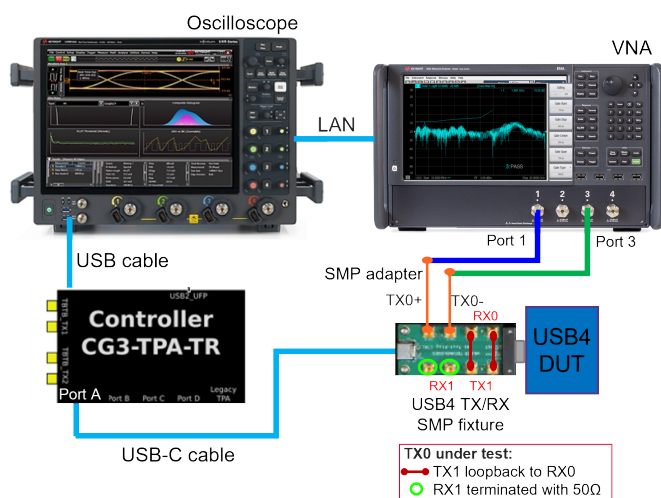 Oscilloscope
VNA
LAN
1
2
3
4
3: PASS
Port 1
Port 3
USB cable
SMP adapter
TX0+
TX0-
RX0
USB2_UFP
Controller
CG3-TPA-TR
TBTB_TX1
TBTB_TX2
Port A
Port B
Port C
Port D
Legacy
TPA
USB4
DUT
RX1
TX1
USB4 TX/RX
SMP fixture
USB-C cable
TX0 under test:
TX1 loopback to RX0
RX1 terminated with 50Ω